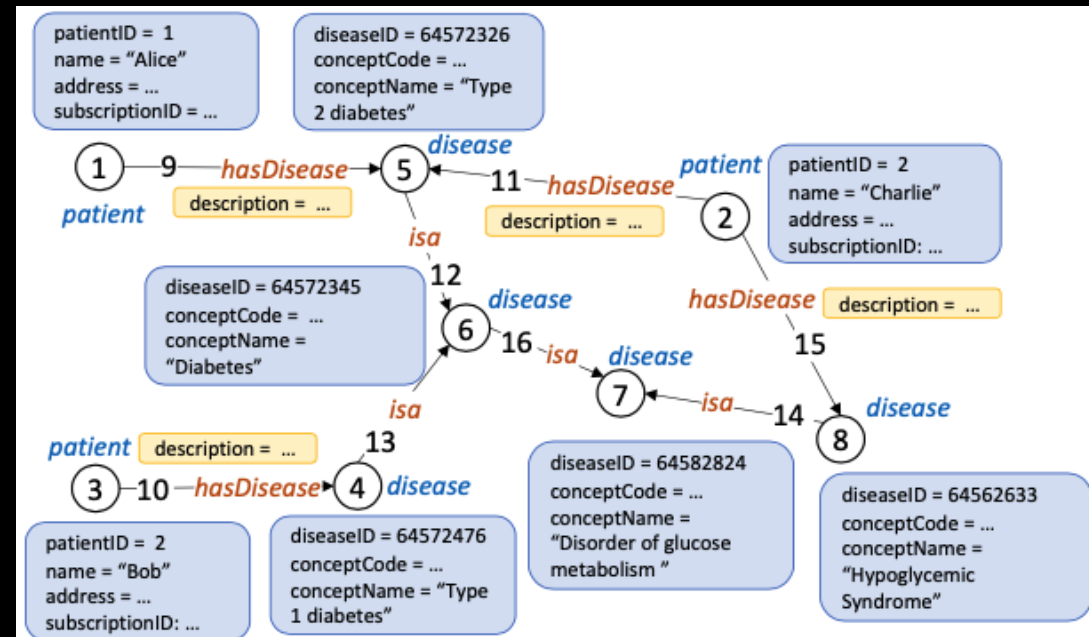 patientID = 1
name = “Alice”
address = ...
subscriptionID = ...
diseaseID = 64572326
conceptCode = ...
conceptName = “Type
2 diabetes”
1
9
hasDisease
description = ...
patient
5
disease
11
hasDisease
description = ...
patient
2
patientID = 2
name = “Charlie”
address = ...
subscriptionID: ...
isa
12
diseaseID = 64572345
conceptCode = ...
conceptName =
“Diabetes”
6
disease
16
isa
disease
7
hasDisease
description = ...
15
isa
14
disease
8
isa
13
patient
description = ...
3
10
hasDisease
4
disease
patientID = 2
name = “Bob”
address = ...
subscriptionID: ...
diseaseID = 64572476
conceptCode = ...
conceptName = “Type
1 diabetes”
diseaseID = 64582824
conceptCode = ...
conceptName =
“Disorder of glucose
metabolism ”
diseaseID = 64562633
conceptCode = ...
conceptName =
“Hypoglycemic
Syndrome”